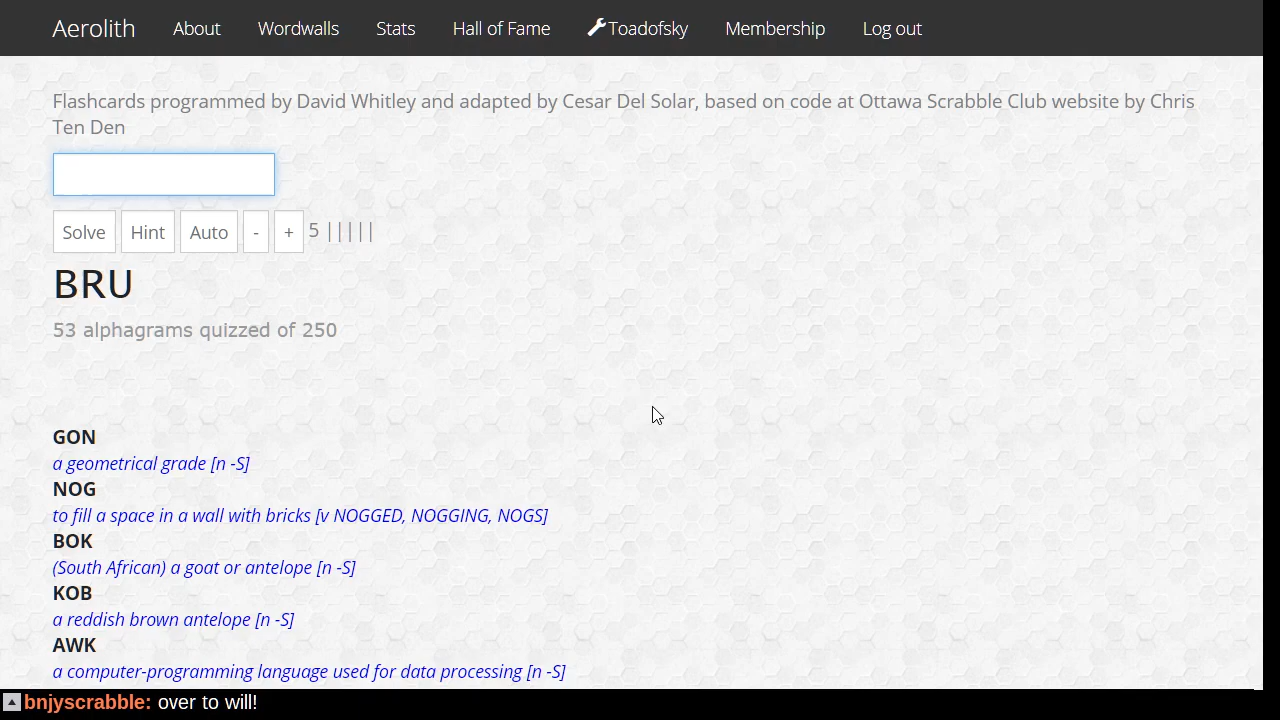 Aerolith About Wordwalls Stats Hall of Fame Toadofsky Membership Log out
Flashcards programmed by David Whitley and adapted by Cesar Del Solar, based on code at Ottawa Scrabble Club website by Chris
Ten Den
Solve Hint Auto - + 5 |||||
BRU
53 alphagrams quizzed of 250
GON
a geometrical grade [n -S]
NOG
to fill a space in a wall with bricks [v NOGGED, NOGGING, NOGS]
BOK
(South African) a goat or antelope [n -S]
KOB
a reddish brown antelope [n -S]
AWK
a computer-programming language used for data processing [n -S]
bnjyscrabble: over to will!